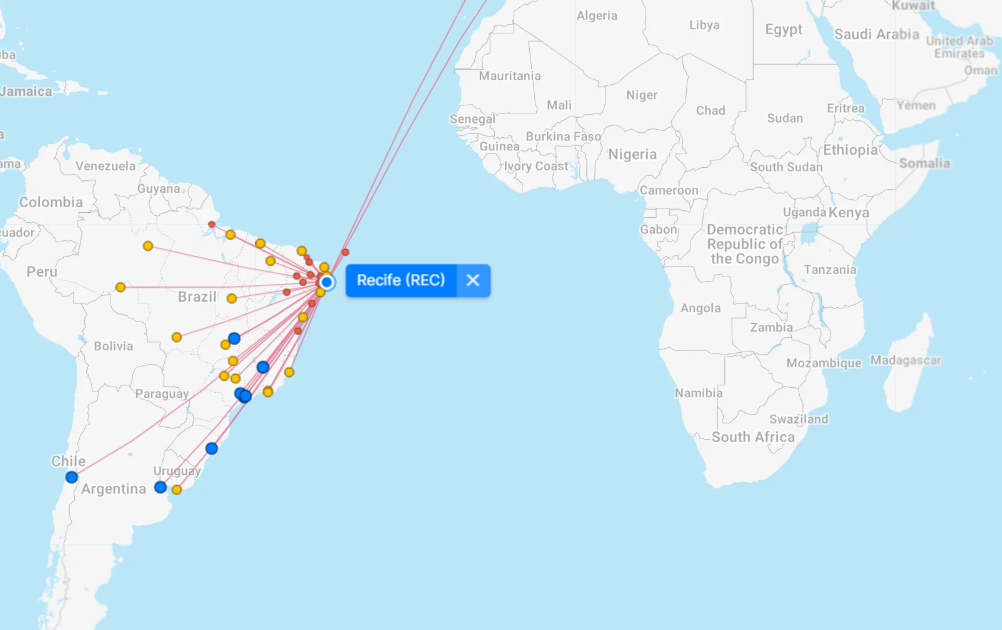 Kuwait
Algeria
Libya
Egypt
Saudi Arabia
United Arab
Emirates
Oman
Jamaica
Mauritania
Mali
Niger
Chad
Sudan
Eritrea
Yemen
Senegal
Burkina Faso
Guinea
Nigeria
Ethiopia
Ivory Coast
South Sudan
Somalia
Venezuela
Guyana
Cameroon
Colombia
Uganda
Kenya
Gabon
Democratic
Republic of
the Congo
Peru
Tanzania
Recife (REC)
Brazil
Angola
Zambia
Bolivia
Mozambique
Madagascar
Paraguay
Namibia
Swaziland
South Africa
Chile
Uruguay
Argentina